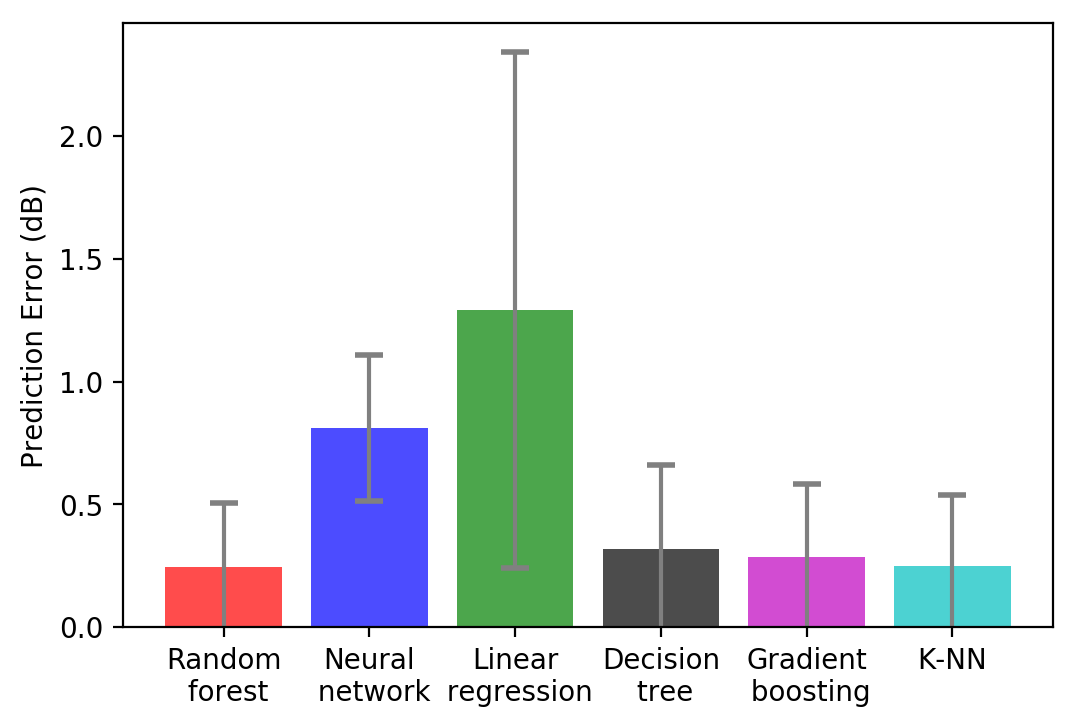 Prediction Error (dB)
2.0
1.5
1.0
0.5
0.0
Random forest
Neural network
Linear regression
Decision tree
Gradient boosting
K-NN